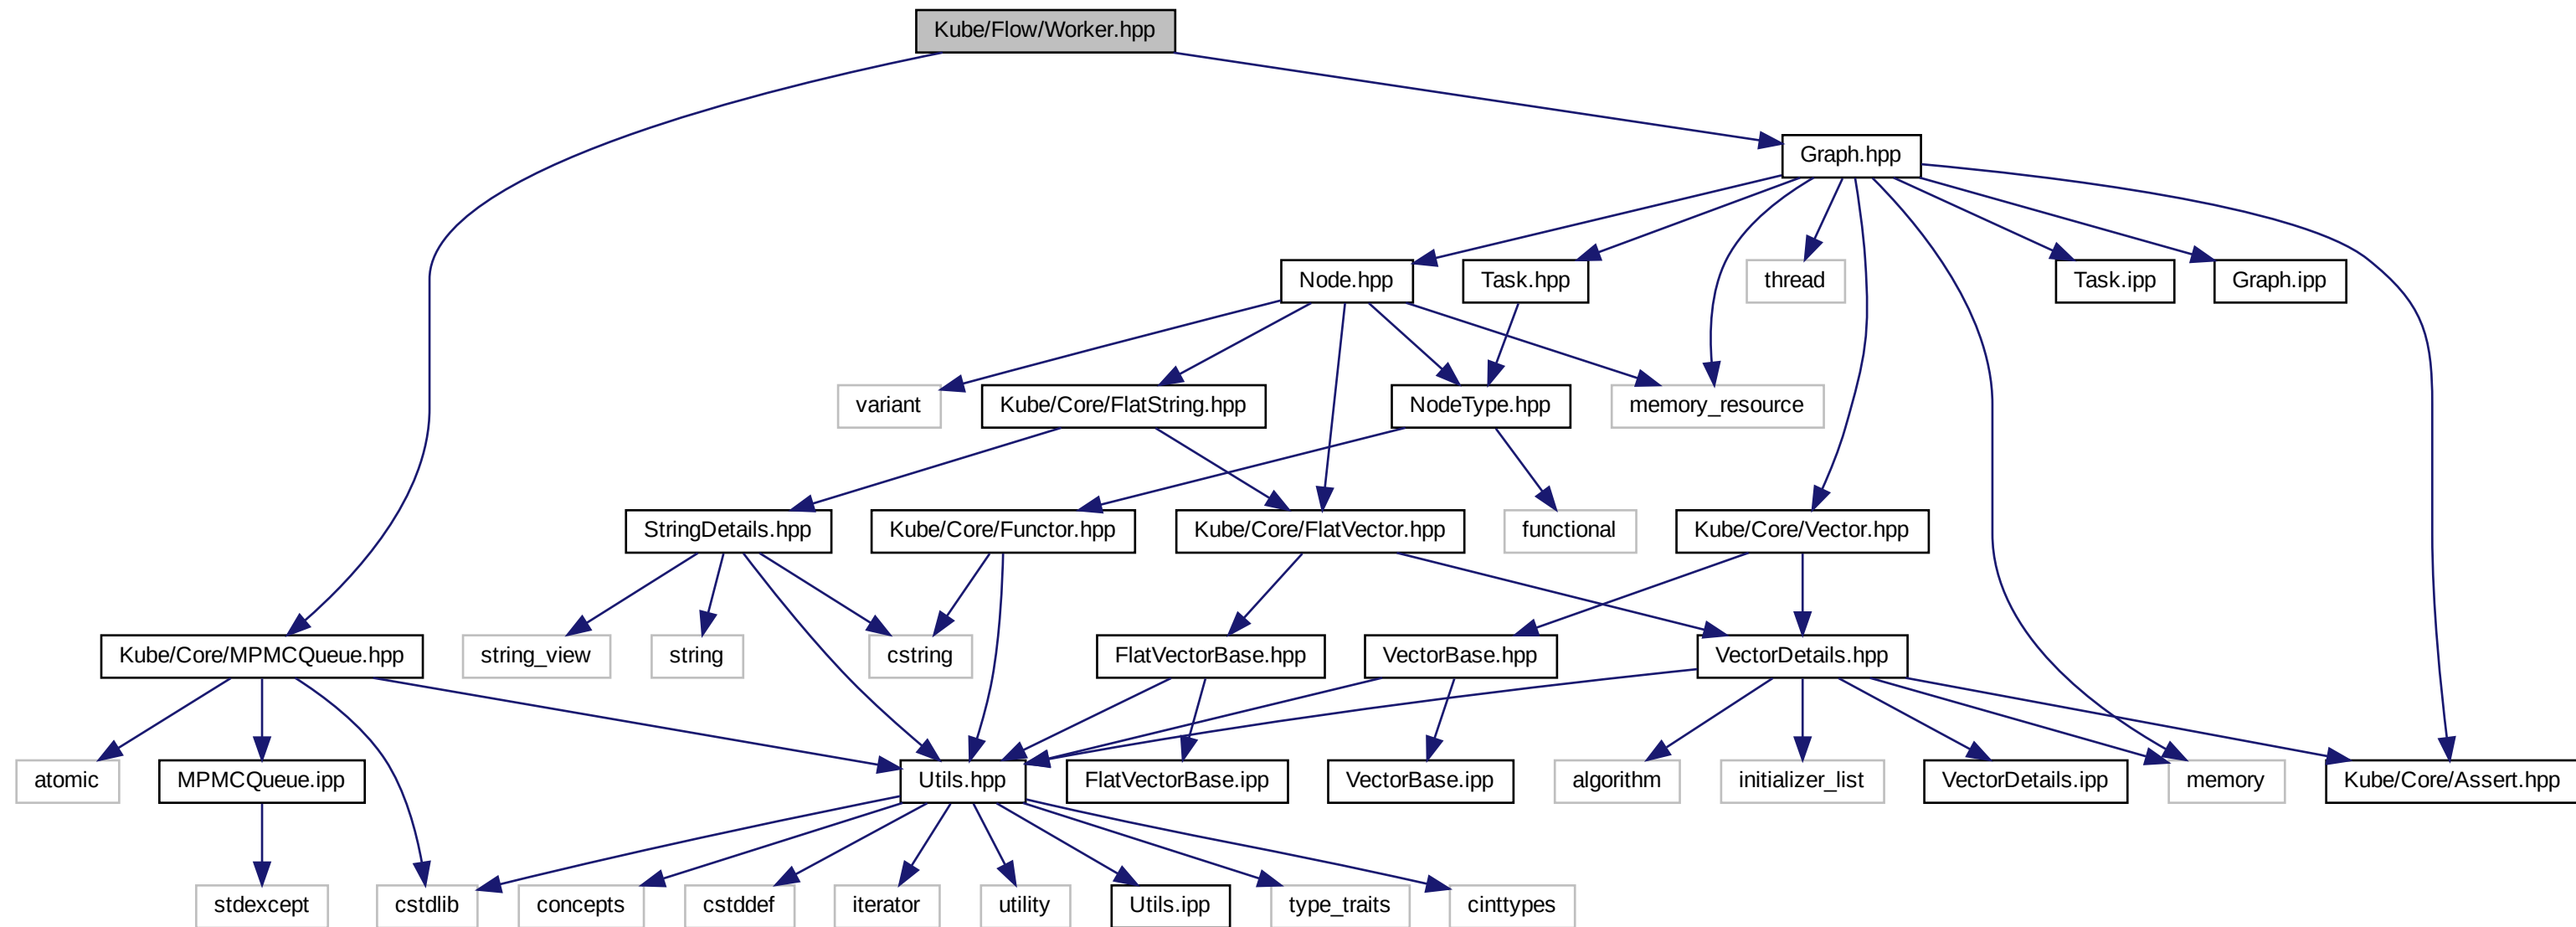 Kube/Flow/Worker.hpp
Graph.hpp
Node.hpp
Task.hpp
thread
Task.ipp
Graph.ipp
variant
Kube/Core/FlatString.hpp
NodeType.hpp
memory_resource
StringDetails.hpp
Kube/Core/Functor.hpp
Kube/Core/FlatVector.hpp
functional
Kube/Core/Vector.hpp
Kube/Core/MPMCQueue.hpp
string_view
string
cstring
FlatVectorBase.hpp
VectorBase.hpp
VectorDetails.hpp
atomic
MPMCQueue.ipp
Utils.hpp
FlatVectorBase.ipp
VectorBase.ipp
algorithm
initializer_list
VectorDetails.ipp
memory
Kube/Core/Assert.hpp
stdexcept
cstdlib
concepts
cstddef
iterator
utility
Utils.ipp
type_traits
cinttypes